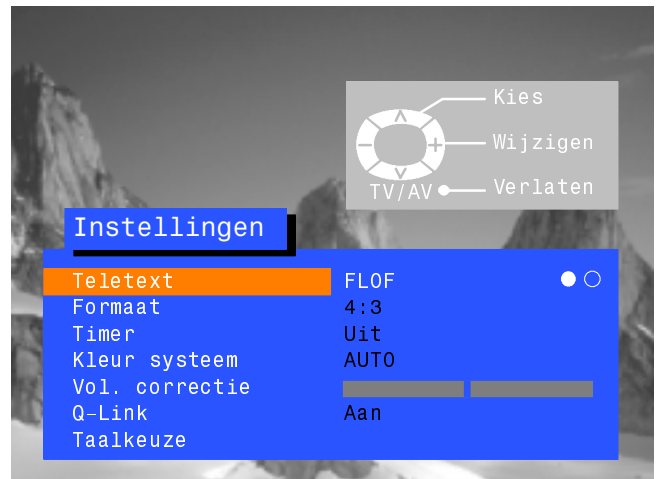 Kies
Wijzigen
TV/AV Verlaten
Instellingen
Teletext FLOF
Formaat 4:3
Timer Uit
Kleur systeem AUTO
Vol. correctie
Q-Link Aan
Taalkeuze